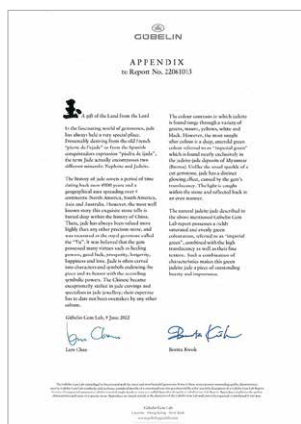 GÜBELIN
APPENDIX
to Report No. 22061013
A gift of the Land from the Lord
In the fascinating world of gemstones, jade
has always held a very special place.
Presumably deriving from the old French
"pierre de l'ejade" or from the Spanish
conquistadors expression "piedra de ijada",
the term Jade actually encompasses two
different minerals: Nephrite and Jadeite.
The history of jade covers a period of time
dating back over 6000 years and a
geographical area spreading over 4
continents: North America, South America,
Asia and Australia. However, the most well
known story this exquisite stone tells is
buried deep within the history of China.
There, jade has always been valued more
highly than any other precious stone, and
was venerated as the royal gemstone called
the "Yu". It was believed that the gem
possessed many virtues such as healing
powers, good luck, prosperity, longevity,
happiness and love. Jade is often carved
into characters and symbols endowing the
piece and its bearer with the according
symbolic powers. The Chinese became
exceptionally skilled in jade carvings and
specialists in jade jewellery; their expertise
has to date not been overtaken by any other
nation.
Gübelin Gem Lab, 9 June 2022
Lore Chen
The colour contrasts in which jadeite
is found range through a variety of
greens, mauves, yellows, white and
black. However, the most sought
after colour is a deep, emerald green
colour referred to as "imperial green"
which is found nearly exclusively in
the jadeite-jade deposits of Myanmar
(Burma). Unlike the usual sparkle of a
cut gemstone, jade has a distinct
glowing effect, caused by the gem's
translucency. The light is caught
within the stone and reflected back in
an even manner.
The natural jadeite-jade described in
the above mentioned Gübelin Gem
Lab report possesses a richly
saturated and evenly green
colouration, referred to as "imperial
green", combined with the high
translucency as well as their fine
texture. Such a combination of
characteristics makes this green
jadeite jade a piece of outstanding
beauty and importance.
Gübelin Gem Lab